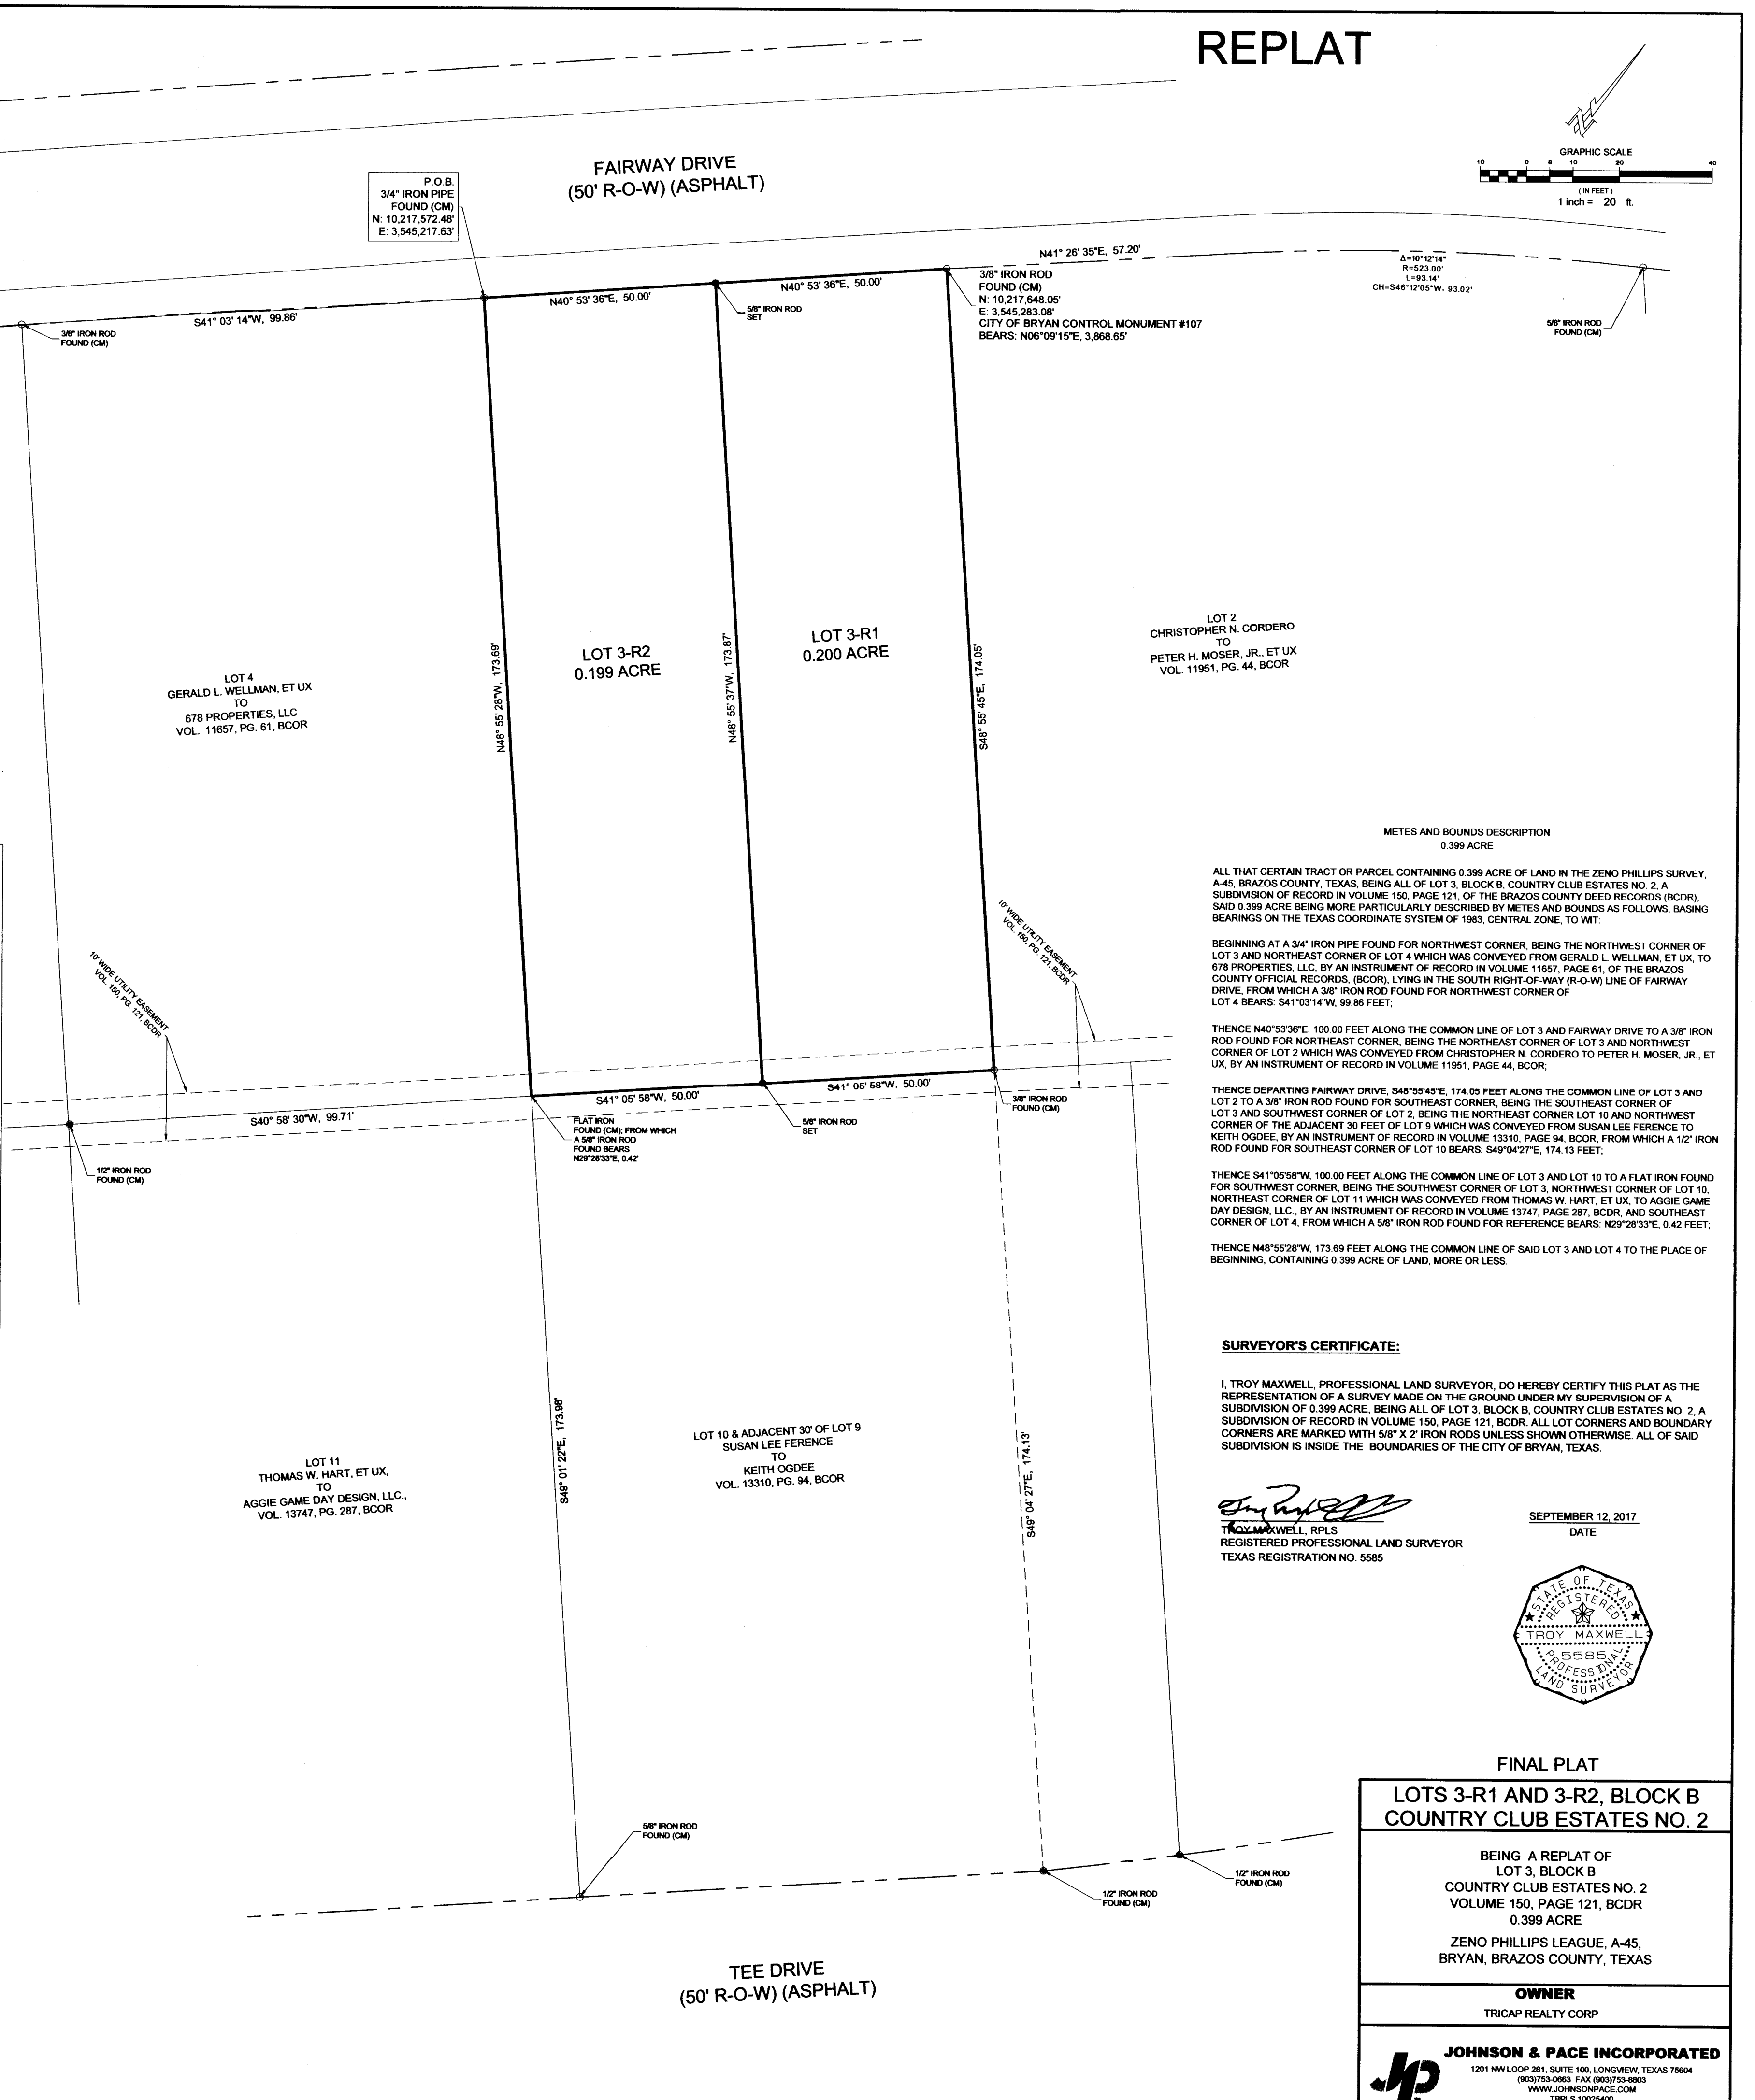 REPLAT
GRAPHIC SCALE
10 0 5 10 20 40
( IN FEET )
1 inch = 20 ft.
FAIRWAY DRIVE
(50' R-O-W) (ASPHALT)
P.O.B.
3/4" IRON PIPE
FOUND (CM)
N: 10,217,572.48'
E: 3,545,217.63'
N41° 26' 35"E, 57.20'
Δ=10°12'14"
R=523.00'
L=93.14'
CH=S46°12'05"W, 93.02'
3/8" IRON ROD
FOUND (CM)
N: 10,217,648.05'
E: 3,545,283.08'
CITY OF BRYAN CONTROL MONUMENT #107
BEARS: N06°09'15"E, 3,868.65'
N40° 53' 36"E, 50.00'
N40° 53' 36"E, 50.00'
5/8" IRON ROD
SET
S41° 03' 14"W, 99.86'
3/8" IRON ROD
FOUND (CM)
5/8" IRON ROD
FOUND (CM)
LOT 4
GERALD L. WELLMAN, ET UX
TO
678 PROPERTIES, LLC
VOL. 11657, PG. 61, BCOR
N48° 55' 28"W, 173.69'
LOT 3-R2
0.199 ACRE
N48° 55' 37"W, 173.87'
LOT 3-R1
0.200 ACRE
S48° 55' 45"E, 174.05'
LOT 2
CHRISTOPHER N. CORDERO
TO
PETER H. MOSER, JR., ET UX
VOL. 11951, PG. 44, BCOR
10' WIDE UTILITY EASEMENT
VOL. 150, PG. 121, BCDR
10' WIDE UTILITY EASEMENT
VOL. 150, PG. 121, BCDR
S40° 58' 30"W, 99.71'
S41° 05' 58"W, 50.00'
S41° 05' 58"W, 50.00'
1/2" IRON ROD
FOUND (CM)
FLAT IRON
FOUND (CM); FROM WHICH
A 5/8" IRON ROD
FOUND BEARS
N29°28'33"E, 0.42'
5/8" IRON ROD
SET
3/8" IRON ROD
FOUND (CM)
LOT 11
THOMAS W. HART, ET UX,
TO
AGGIE GAME DAY DESIGN, LLC.,
VOL. 13747, PG. 287, BCOR
S49° 01' 22"E, 173.98'
LOT 10 & ADJACENT 30' OF LOT 9
SUSAN LEE FERENCE
TO
KEITH OGDEE
VOL. 13310, PG. 94, BCOR
S49° 04' 27"E, 174.13'
5/8" IRON ROD
FOUND (CM)
1/2" IRON ROD
FOUND (CM)
1/2" IRON ROD
FOUND (CM)
TEE DRIVE
(50' R-O-W) (ASPHALT)
METES AND BOUNDS DESCRIPTION
0.399 ACRE
ALL THAT CERTAIN TRACT OR PARCEL CONTAINING 0.399 ACRE OF LAND IN THE ZENO PHILLIPS SURVEY,
A-45, BRAZOS COUNTY, TEXAS, BEING ALL OF LOT 3, BLOCK B, COUNTRY CLUB ESTATES NO. 2, A
SUBDIVISION OF RECORD IN VOLUME 150, PAGE 121, OF THE BRAZOS COUNTY DEED RECORDS (BCDR),
SAID 0.399 ACRE BEING MORE PARTICULARLY DESCRIBED BY METES AND BOUNDS AS FOLLOWS, BASING
BEARINGS ON THE TEXAS COORDINATE SYSTEM OF 1983, CENTRAL ZONE, TO WIT:
BEGINNING AT A 3/4" IRON PIPE FOUND FOR NORTHWEST CORNER, BEING THE NORTHWEST CORNER OF
LOT 3 AND NORTHEAST CORNER OF LOT 4 WHICH WAS CONVEYED FROM GERALD L. WELLMAN, ET UX, TO
678 PROPERTIES, LLC, BY AN INSTRUMENT OF RECORD IN VOLUME 11657, PAGE 61, OF THE BRAZOS
COUNTY OFFICIAL RECORDS, (BCOR), LYING IN THE SOUTH RIGHT-OF-WAY (R-O-W) LINE OF FAIRWAY
DRIVE, FROM WHICH A 3/8" IRON ROD FOUND FOR NORTHWEST CORNER OF
LOT 4 BEARS: S41°03'14"W, 99.86 FEET;
THENCE N40°53'36"E, 100.00 FEET ALONG THE COMMON LINE OF LOT 3 AND FAIRWAY DRIVE TO A 3/8" IRON
ROD FOUND FOR NORTHEAST CORNER, BEING THE NORTHEAST CORNER OF LOT 3 AND NORTHWEST
CORNER OF LOT 2 WHICH WAS CONVEYED FROM CHRISTOPHER N. CORDERO TO PETER H. MOSER, JR., ET
UX, BY AN INSTRUMENT OF RECORD IN VOLUME 11951, PAGE 44, BCOR;
THENCE DEPARTING FAIRWAY DRIVE, S48°55'45"E, 174.05 FEET ALONG THE COMMON LINE OF LOT 3 AND
LOT 2 TO A 3/8" IRON ROD FOUND FOR SOUTHEAST CORNER, BEING THE SOUTHEAST CORNER OF
LOT 3 AND SOUTHWEST CORNER OF LOT 2, BEING THE NORTHEAST CORNER LOT 10 AND NORTHWEST
CORNER OF THE ADJACENT 30 FEET OF LOT 9 WHICH WAS CONVEYED FROM SUSAN LEE FERENCE TO
KEITH OGDEE, BY AN INSTRUMENT OF RECORD IN VOLUME 13310, PAGE 94, BCOR, FROM WHICH A 1/2" IRON
ROD FOUND FOR SOUTHEAST CORNER OF LOT 10 BEARS: S49°04'27"E, 174.13 FEET;
THENCE S41°05'58"W, 100.00 FEET ALONG THE COMMON LINE OF LOT 3 AND LOT 10 TO A FLAT IRON FOUND
FOR SOUTHWEST CORNER, BEING THE SOUTHWEST CORNER OF LOT 3, NORTHWEST CORNER OF LOT 10,
NORTHEAST CORNER OF LOT 11 WHICH WAS CONVEYED FROM THOMAS W. HART, ET UX, TO AGGIE GAME
DAY DESIGN, LLC., BY AN INSTRUMENT OF RECORD IN VOLUME 13747, PAGE 287, BCDR, AND SOUTHEAST
CORNER OF LOT 4, FROM WHICH A 5/8" IRON ROD FOUND FOR REFERENCE BEARS: N29°28'33"E, 0.42 FEET;
THENCE N48°55'28"W, 173.69 FEET ALONG THE COMMON LINE OF SAID LOT 3 AND LOT 4 TO THE PLACE OF
BEGINNING, CONTAINING 0.399 ACRE OF LAND, MORE OR LESS.
SURVEYOR'S CERTIFICATE:
I, TROY MAXWELL, PROFESSIONAL LAND SURVEYOR, DO HEREBY CERTIFY THIS PLAT AS THE
REPRESENTATION OF A SURVEY MADE ON THE GROUND UNDER MY SUPERVISION OF A
SUBDIVISION OF 0.399 ACRE, BEING ALL OF LOT 3, BLOCK B, COUNTRY CLUB ESTATES NO. 2, A
SUBDIVISION OF RECORD IN VOLUME 150, PAGE 121, BCDR. ALL LOT CORNERS AND BOUNDARY
CORNERS ARE MARKED WITH 5/8" X 2' IRON RODS UNLESS SHOWN OTHERWISE. ALL OF SAID
SUBDIVISION IS INSIDE THE BOUNDARIES OF THE CITY OF BRYAN, TEXAS.
TROY MAXWELL, RPLS
REGISTERED PROFESSIONAL LAND SURVEYOR
TEXAS REGISTRATION NO. 5585
SEPTEMBER 12, 2017
DATE
STATE OF TEXAS
REGISTERED
TROY MAXWELL
5585
PROFESSIONAL
LAND SURVEYOR
FINAL PLAT
LOTS 3-R1 AND 3-R2, BLOCK B
COUNTRY CLUB ESTATES NO. 2
BEING A REPLAT OF
LOT 3, BLOCK B
COUNTRY CLUB ESTATES NO. 2
VOLUME 150, PAGE 121, BCDR
0.399 ACRE
ZENO PHILLIPS LEAGUE, A-45,
BRYAN, BRAZOS COUNTY, TEXAS
OWNER
TRICAP REALTY CORP
JP
JOHNSON & PACE INCORPORATED
1201 NW LOOP 281, SUITE 100, LONGVIEW, TEXAS 75604
(903)753-0663 FAX (903)753-8803
WWW.JOHNSONPACE.COM
TBPLS 10025400